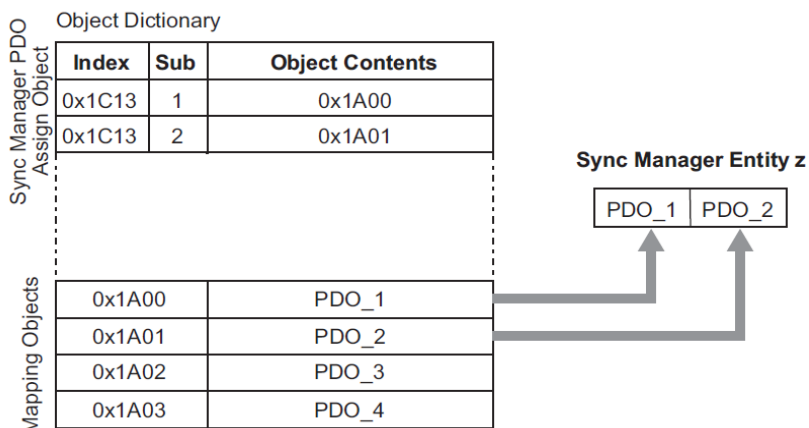 Object Dictionary
Sync Manager PDO
Assign Object
Index Sub Object Contents
0x1C13 1 0x1A00
0x1C13 2 0x1A01
Sync Manager Entity z
PDO_1 PDO_2
Mapping Objects
0x1A00 PDO_1
0x1A01 PDO_2
0x1A02 PDO_3
0x1A03 PDO_4